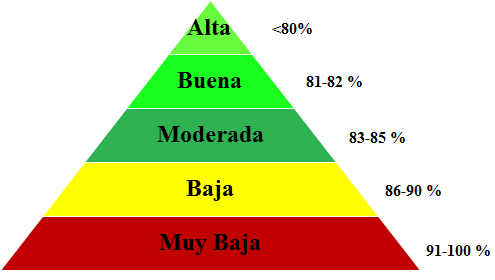 Alta <80%
Buena 81-82 %
Moderada 83-85 %
Baja 86-90 %
Muy Baja 91-100 %